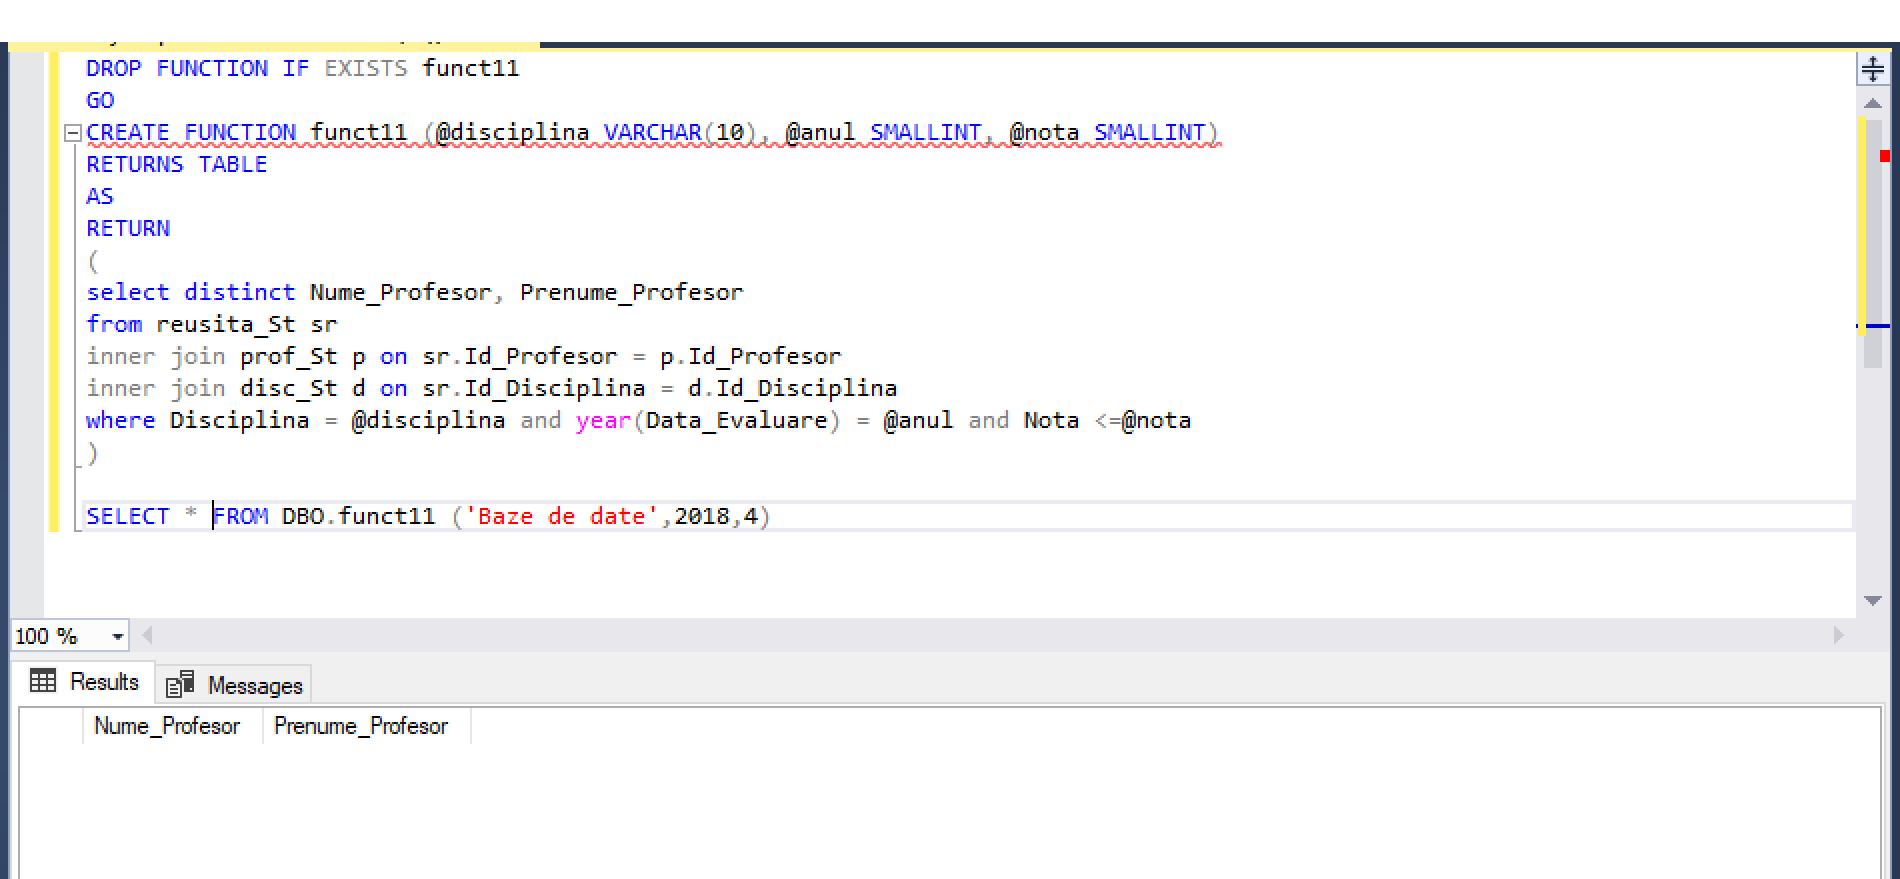 DROP FUNCTION IF EXISTS funct11
GO
CREATE FUNCTION funct11 (@disciplina VARCHAR(10), @anul SMALLINT, @nota SMALLINT)
RETURNS TABLE
AS
RETURN
(
select distinct Nume_Profesor, Prenume_Profesor
from reusita_St sr
inner join prof_St p on sr.Id_Profesor = p.Id_Profesor
inner join disc_St d on sr.Id_Disciplina = d.Id_Disciplina
where Disciplina = @disciplina and year(Data_Evaluare) = @anul and Nota <=@nota
)
SELECT * FROM DBO.funct11 ('Baze de date',2018,4)
100 %
Results Messages
Nume_Profesor Prenume_Profesor